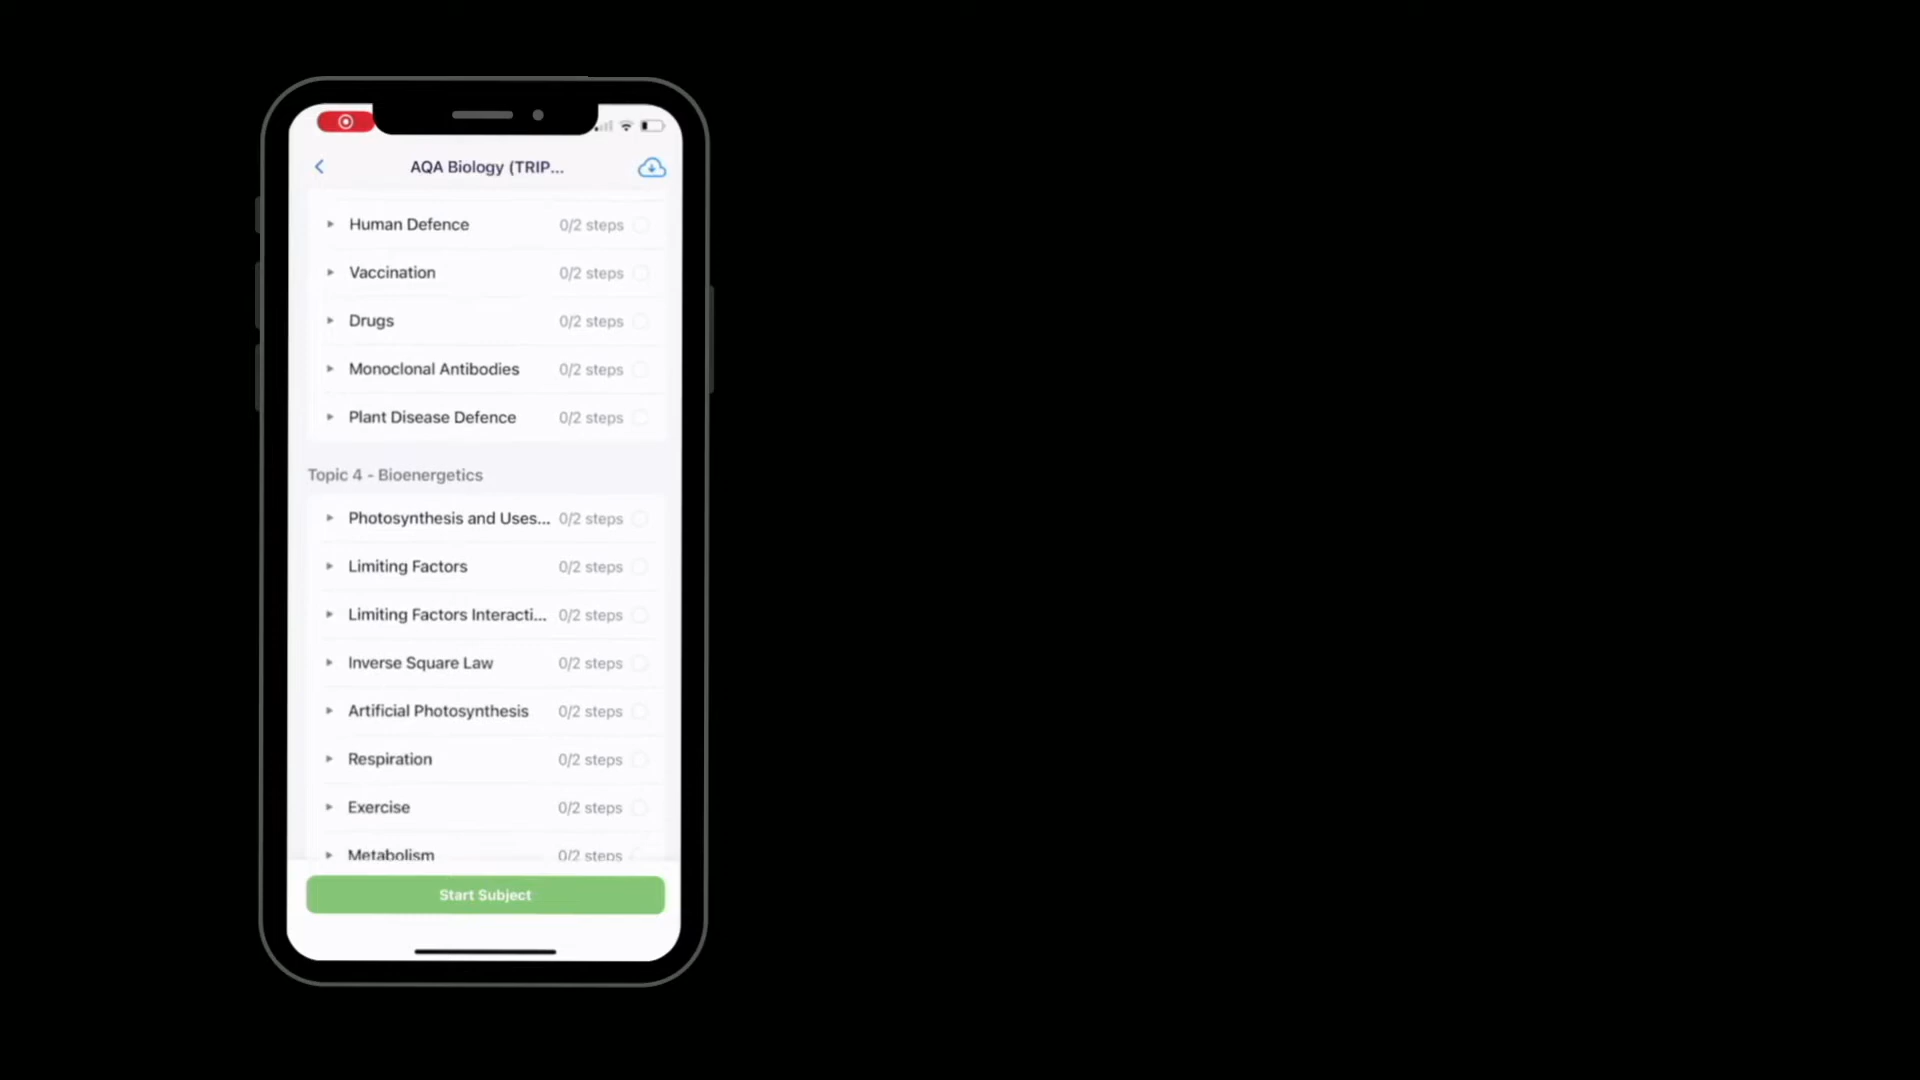 AQA Biology (TRIP...
Human Defence 0/2 steps
Vaccination 0/2 steps
Drugs 0/2 steps
Monoclonal Antibodies 0/2 steps
Plant Disease Defence 0/2 steps
Topic 4 - Bioenergetics
Photosynthesis and Uses... 0/2 steps
Limiting Factors 0/2 steps
Limiting Factors Interacti... 0/2 steps
Inverse Square Law 0/2 steps
Artificial Photosynthesis 0/2 steps
Respiration 0/2 steps
Exercise 0/2 steps
Metabolism 0/2 steps
Start Subject